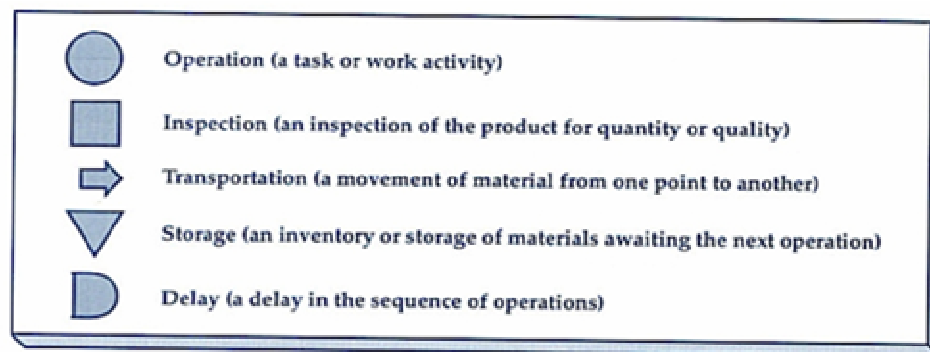 Operation (a task or work activity)
Inspection (an inspection of the product for quantity or quality)
Transportation (a movement of material from one point to another)
Storage (an inventory or storage of materials awaiting the next operation)
Delay (a delay in the sequence of operations)